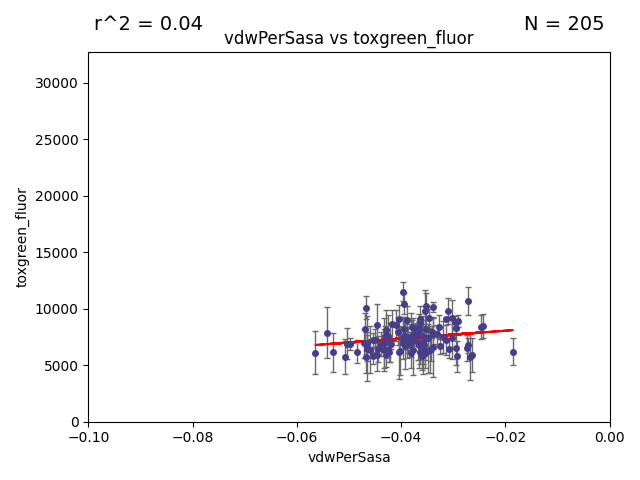 r^2 = 0.04
N = 205
vdwPerSasa vs toxgreen_fluor
30000
25000
20000
15000
10000
5000
0
toxgreen_fluor
−0.10
−0.08
−0.06
−0.04
−0.02
0.00
vdwPerSasa